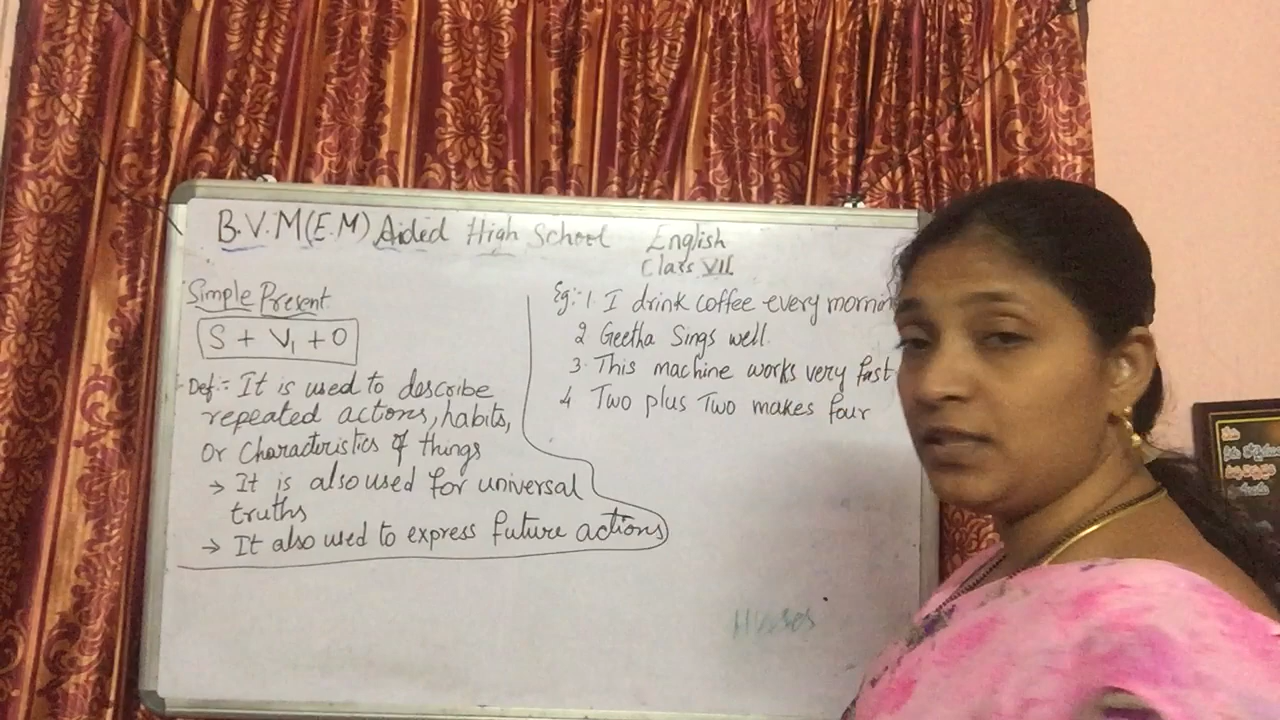 B.V.M(E.M) Aided High School English
Class VII
Simple Present
S + V1 + O
Def:- It is used to describe
repeated actions, habits,
Or Characteristics of things
→ It is also used for universal
truths
→ It also used to express future actions
Eg:- 1. I drink coffee every mornin
2 Geetha Sings well.
3. This machine works very fast
4 Two plus Two makes four